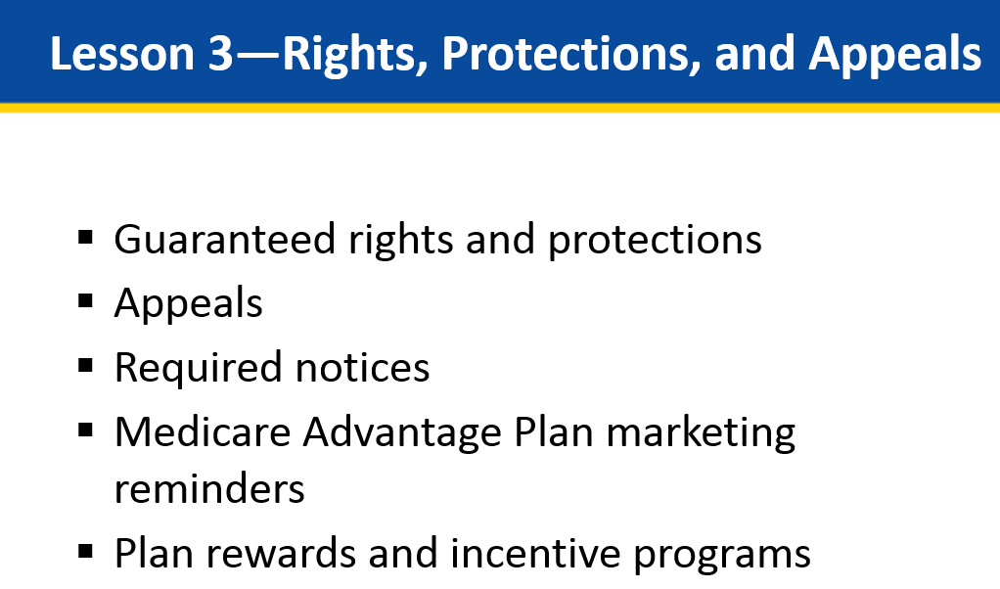 Lesson 3—Rights, Protections, and Appeals
▪ Guaranteed rights and protections
▪ Appeals
▪ Required notices
▪ Medicare Advantage Plan marketing
reminders
▪ Plan rewards and incentive programs